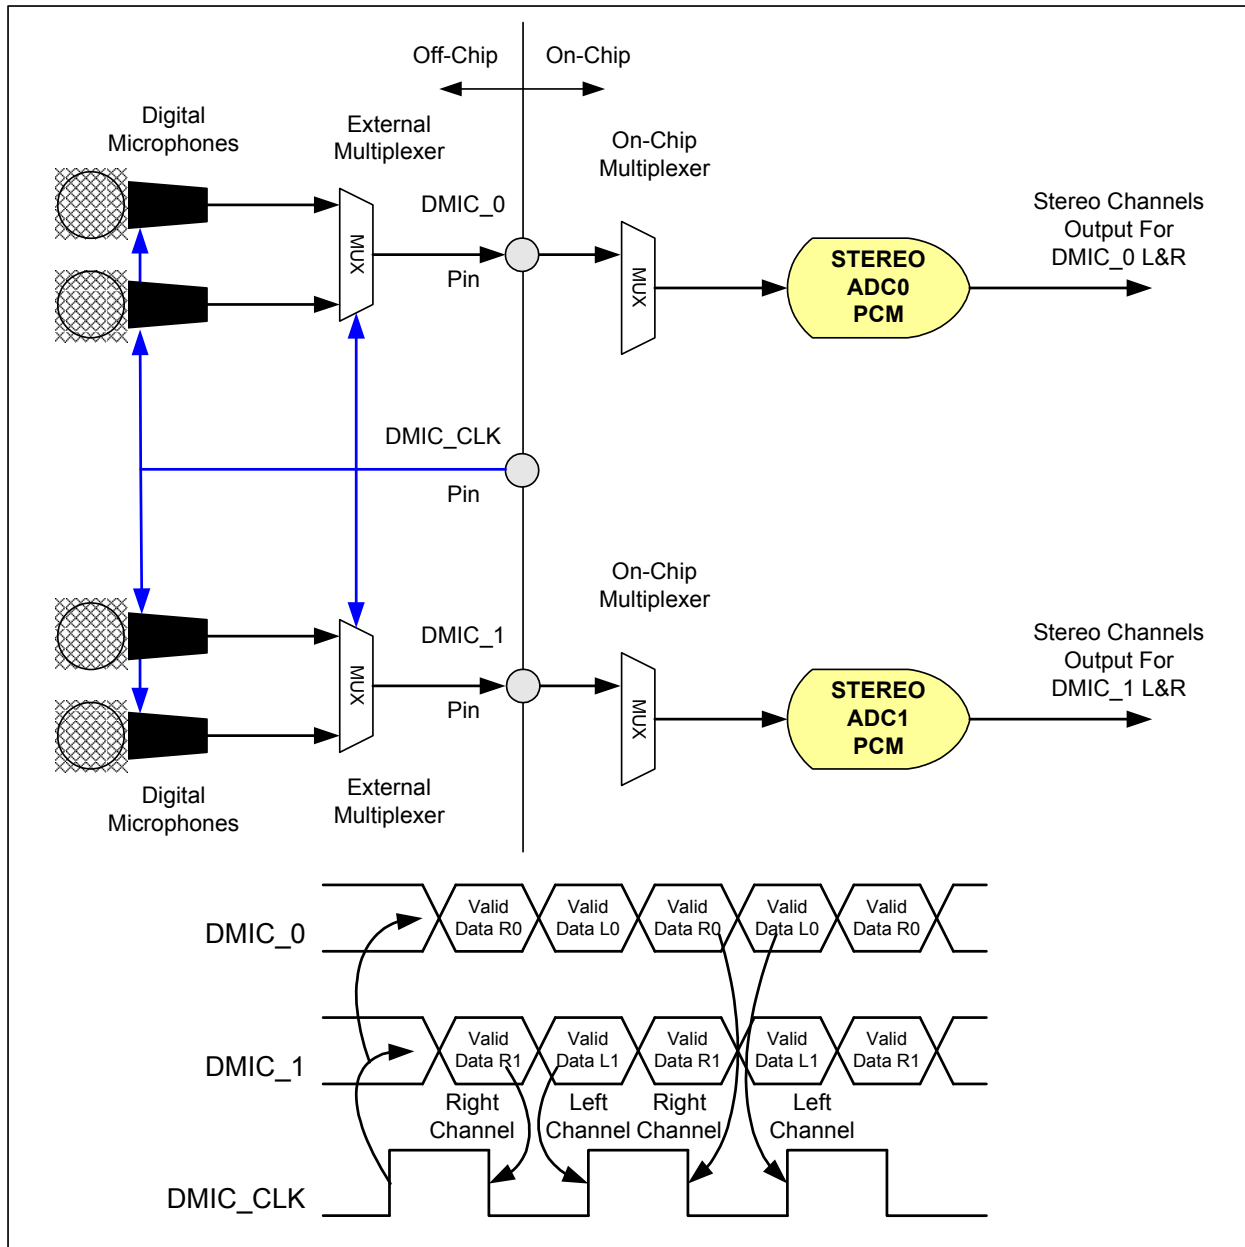 Off-Chip
On-Chip
Digital
Microphones
External
Multiplexer
On-Chip
Multiplexer
DMIC_0
Pin
MUX
MUX
STEREO
ADC0
PCM
Stereo Channels
Output For
DMIC_0 L&R
DMIC_CLK
Pin
On-Chip
Multiplexer
DMIC_1
Pin
MUX
MUX
STEREO
ADC1
PCM
Stereo Channels
Output For
DMIC_1 L&R
Digital
Microphones
External
Multiplexer
DMIC_0
Valid
Data R0
Valid
Data L0
Valid
Data R0
Valid
Data L0
Valid
Data R0
DMIC_1
Valid
Data R1
Valid
Data L1
Valid
Data R1
Valid
Data L1
Valid
Data R1
Right
Channel
Left
Channel
Right
Channel
Left
Channel
DMIC_CLK